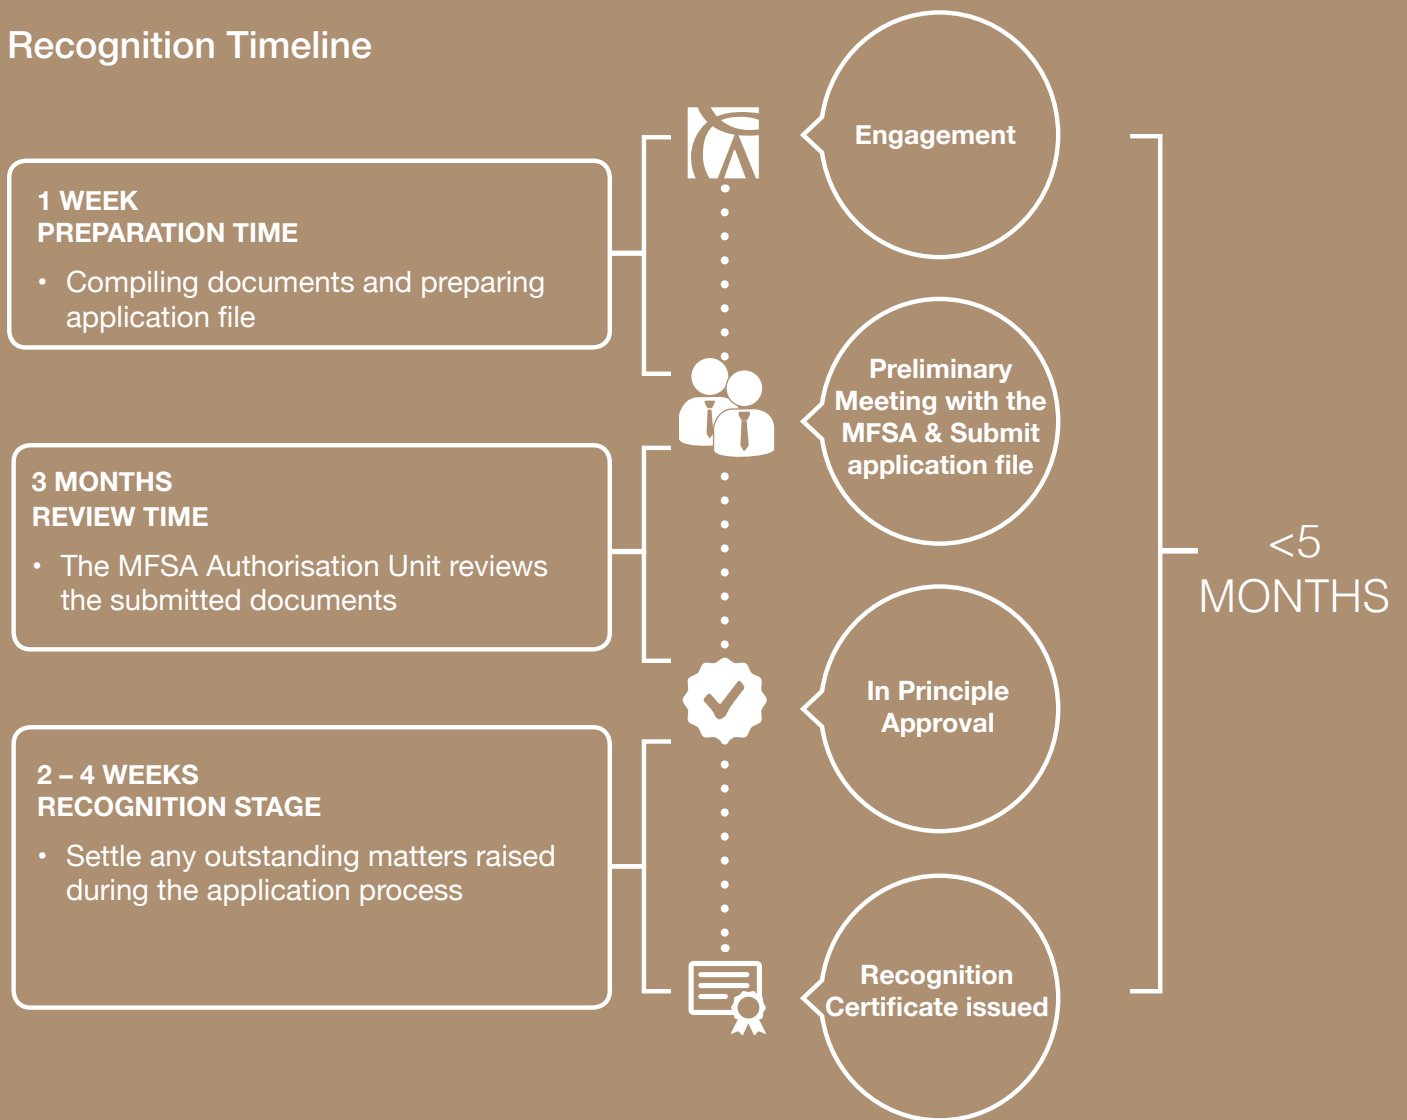 Recognition Timeline
Engagement
1 WEEK
PREPARATION TIME
• Compiling documents and preparing
application file
Preliminary
Meeting with the
MFSA & Submit
application file
3 MONTHS
REVIEW TIME
• The MFSA Authorisation Unit reviews
the submitted documents
<5
MONTHS
In Principle
Approval
2 – 4 WEEKS
RECOGNITION STAGE
• Settle any outstanding matters raised
during the application process
Recognition
Certificate issued